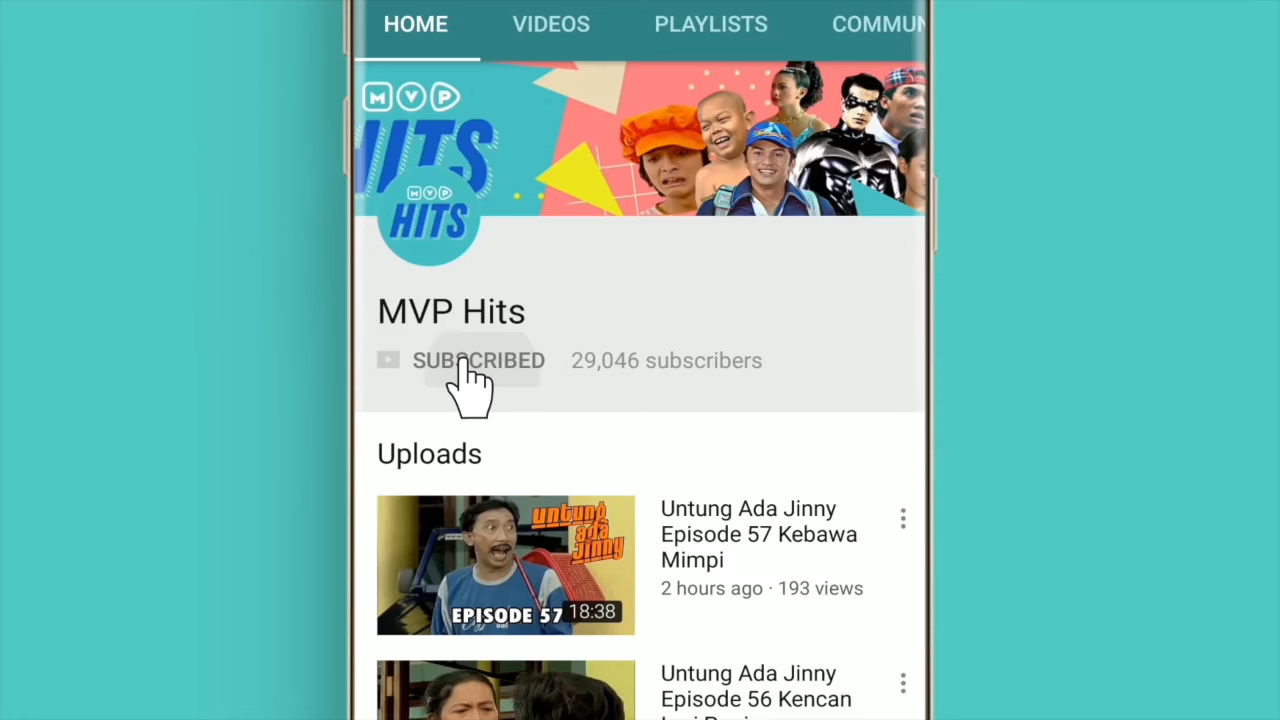 HOME VIDEOS PLAYLISTS COMMUN
MVP
HITS
MVP
HITS
MVP Hits
SUBSCRIBED 29,046 subscribers
Uploads
untung
ada
jinny
EPISODE 57 18:38
Untung Ada Jinny
Episode 57 Kebawa
Mimpi
2 hours ago · 193 views
Untung Ada Jinny
Episode 56 Kencan